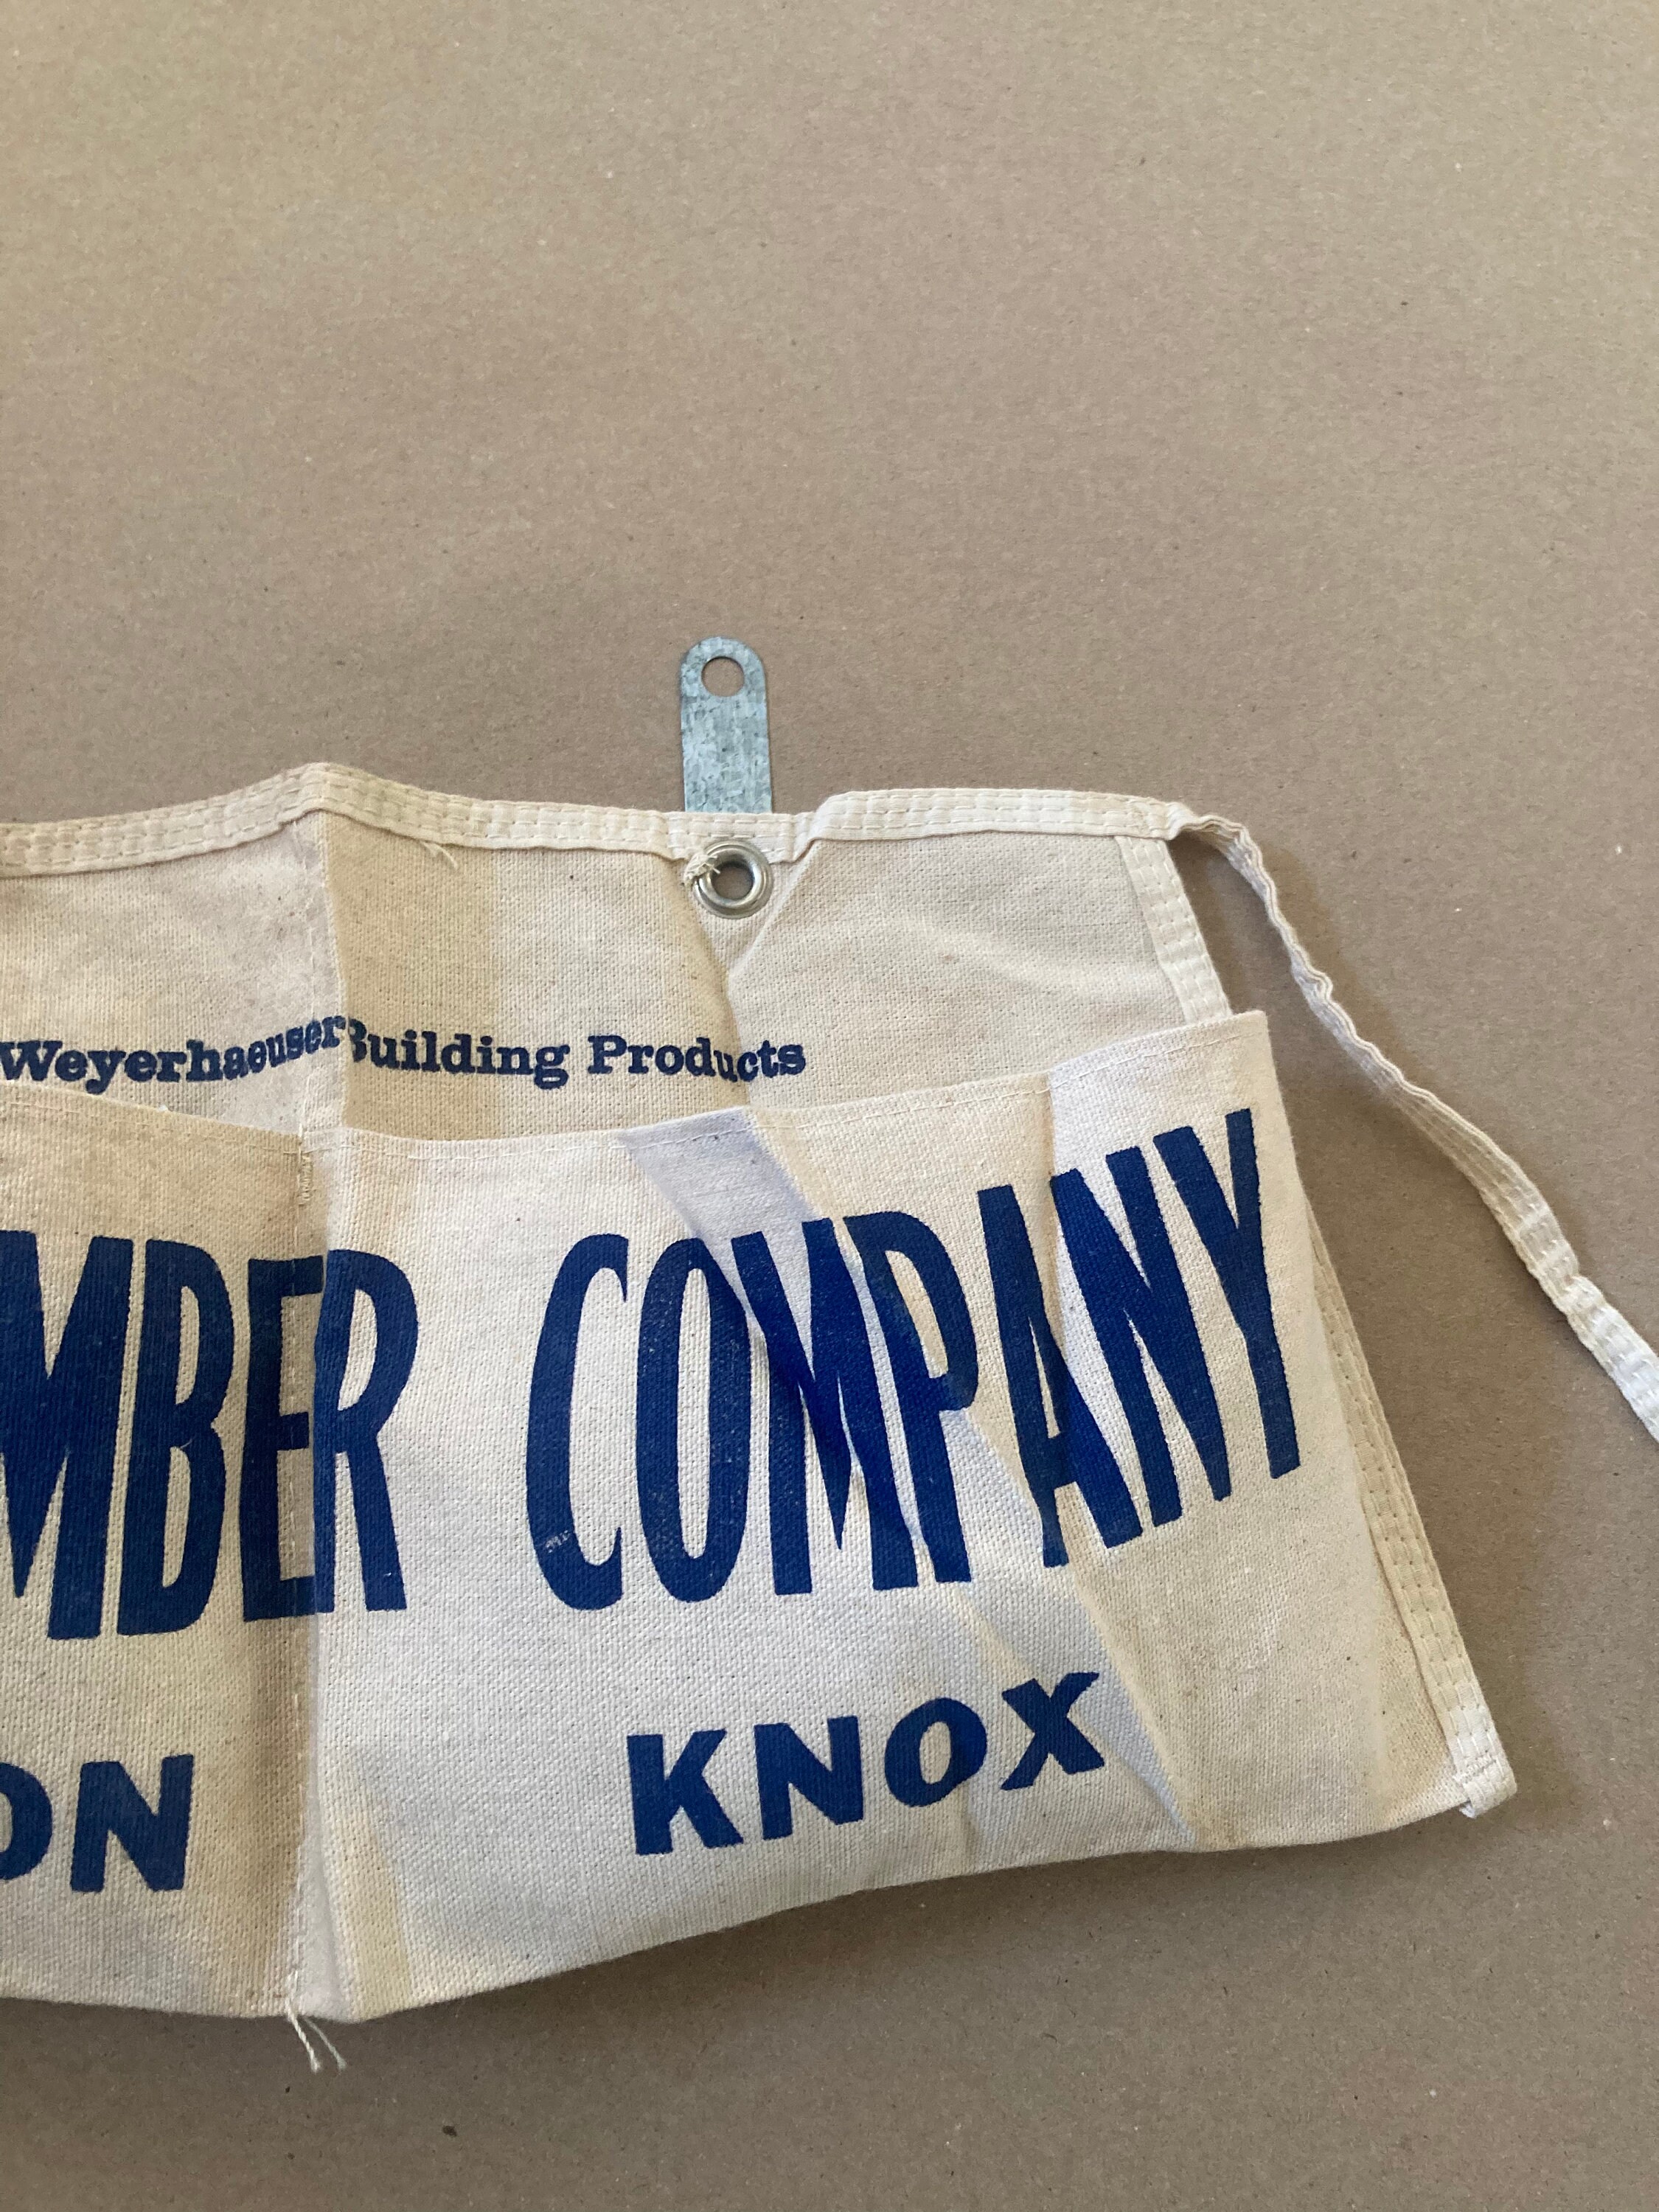 Weyerhaeuser Building Products
MBER COMPANY
ON KNOX